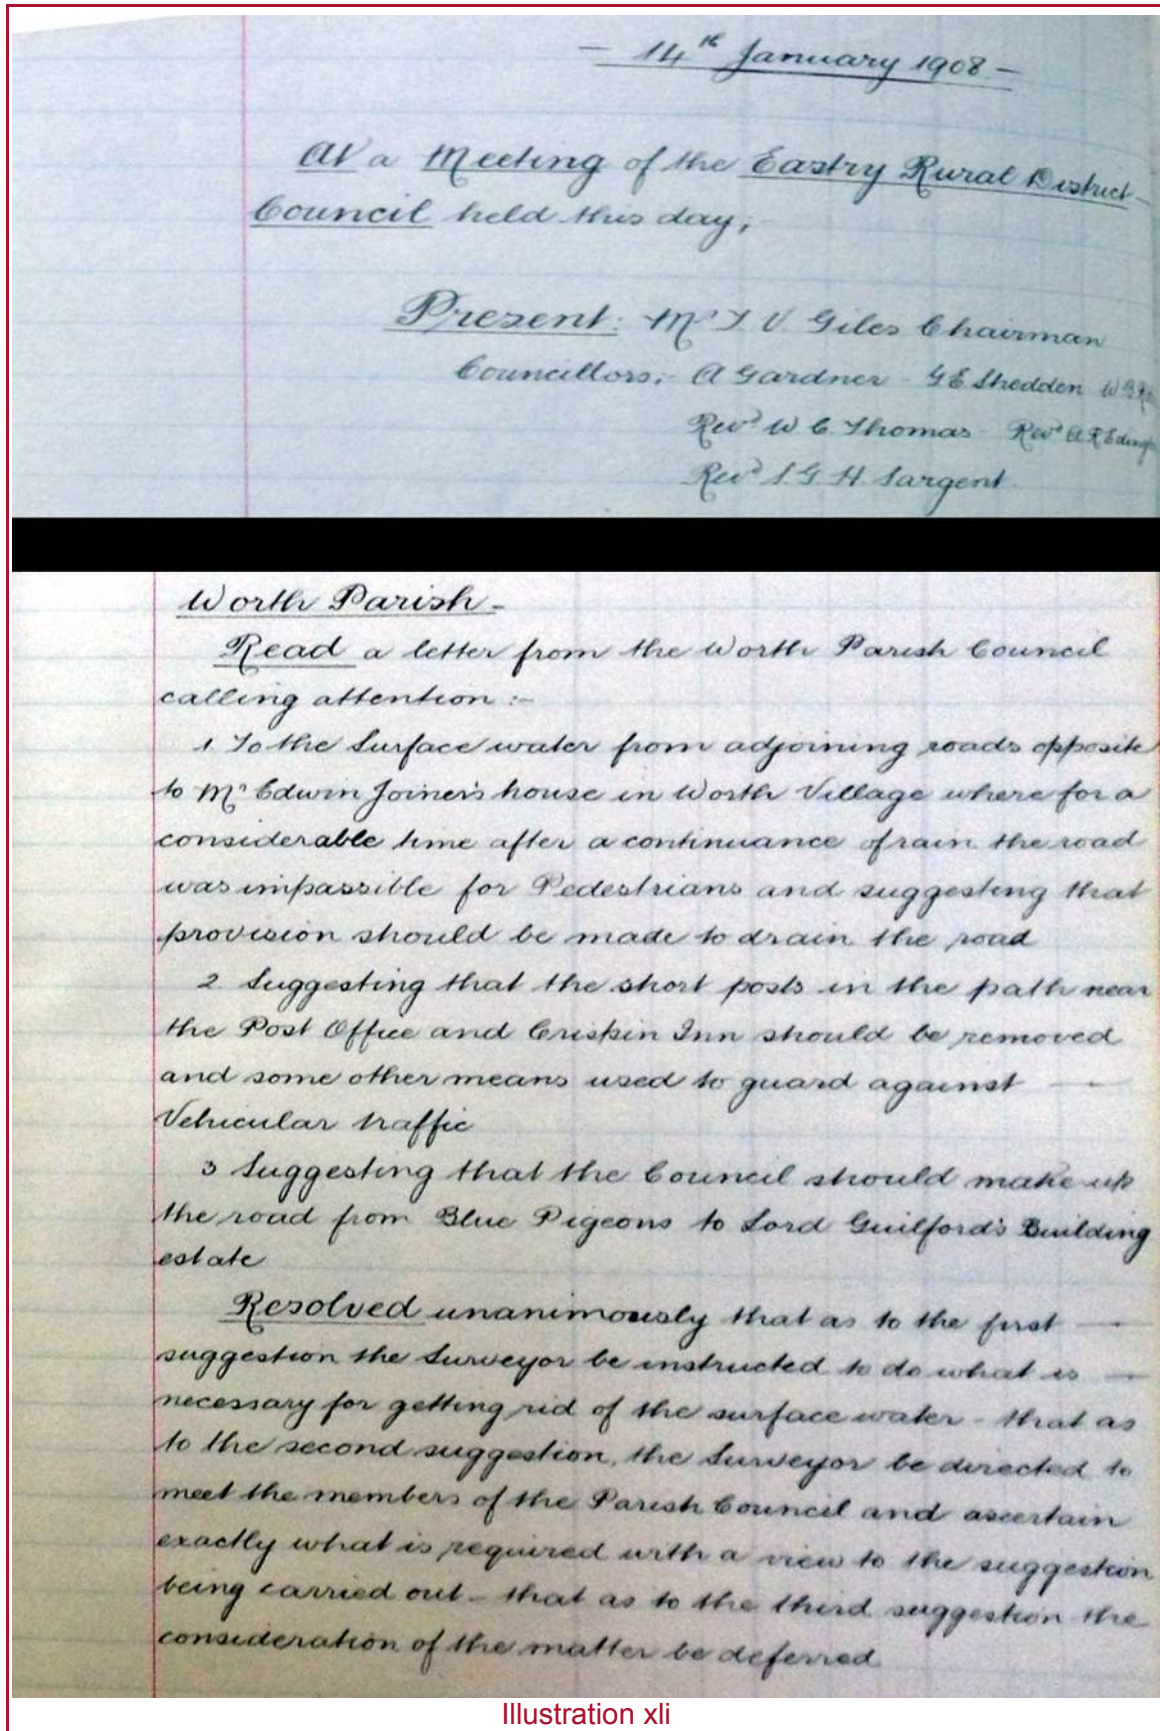 — 14th January 1908 —
At a Meeting of the Eastry Rural District
Council held this day,
Present: Mr T V Giles Chairman
Councillors: A Gardner - G E Shedden
Revd W C Thomas - Revd A R
Revd S G H Sargent
Worth Parish -
Read a letter from the Worth Parish Council
calling attention :-
1 To the Surface water from adjoining roads opposite
to Mr Edwin Joiner's house in Worth Village where for a
considerable time after a continuance of rain the road
was impassible for Pedestrians and suggesting that
provision should be made to drain the road
2 Suggesting that the short posts in the path near
the Post Office and Crispin Inn should be removed
and some other means used to guard against
Vehicular traffic
3 Suggesting that the Council should make up
the road from Blue Pigeons to Lord Guilford's Building
estate
Resolved unanimously that as to the first
suggestion the Surveyor be instructed to do what is
necessary for getting rid of the surface water - that as
to the second suggestion, the Surveyor be directed to
meet the members of the Parish Council and ascertain
exactly what is required with a view to the suggestion
being carried out - that as to the third suggestion the
consideration of the matter be deferred
Illustration xli